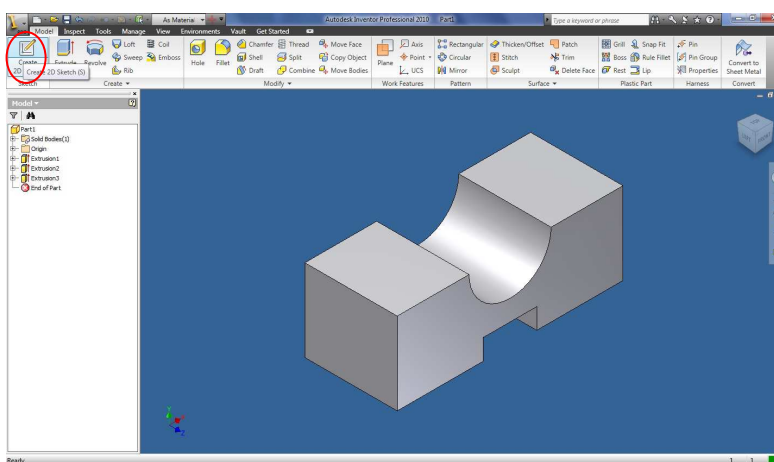 Autodesk Inventor Professional 2010 Part1
Type a keyword or phrase
As Material
Model Inspect Tools Manage View Environments Vault Get Started
Create
2D
Create 2D Sketch (S)
Extrude
Revolve
Loft
Sweep
Rib
Coil
Emboss
Hole
Fillet
Chamfer
Shell
Draft
Thread
Split
Combine
Move Face
Copy Object
Move Bodies
Plane
Axis
Point
UCS
Rectangular
Circular
Mirror
Thicken/Offset
Stitch
Sculpt
Patch
Trim
Delete Face
Grill
Boss
Rest
Snap Fit
Rule Fillet
Lip
Pin
Pin Group
Properties
Convert to
Sheet Metal
Sketch Create Modify Work Features Pattern Surface Plastic Part Harness Convert
Model
Part1
Solid Bodies(1)
Origin
Extrusion1
Extrusion2
Extrusion3
End of Part
Ready
1 1